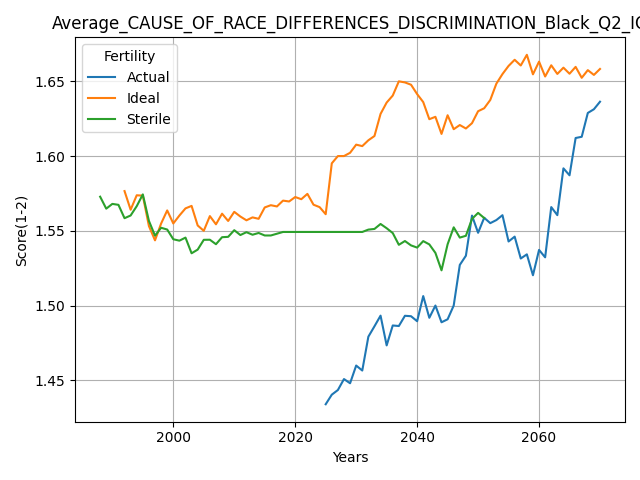 Average_CAUSE_OF_RACE_DIFFERENCES_DISCRIMINATION_Black_Q2_IC
Fertility
Actual
Ideal
Sterile
1.65
1.60
1.55
1.50
1.45
Score(1-2)
2000
2020
2040
2060
Years